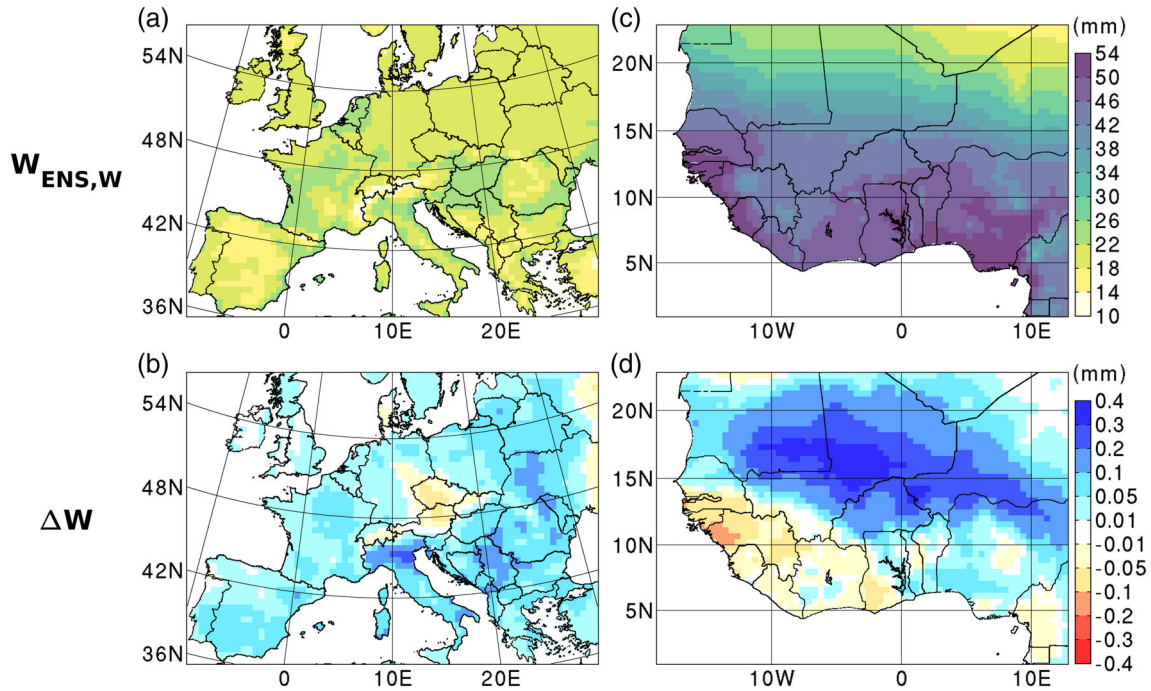 (a)
(c)
(mm)
54N
48N
42N
36N
0
10E
20E
W_ENS,W
20N
15N
10N
5N
10W
0
10E
54
50
46
42
38
34
30
26
22
18
14
10
(b)
(d)
(mm)
54N
48N
42N
36N
0
10E
20E
ΔW
20N
15N
10N
5N
10W
0
10E
0.4
0.3
0.2
0.1
0.05
0.01
-0.01
-0.05
-0.1
-0.2
-0.3
-0.4